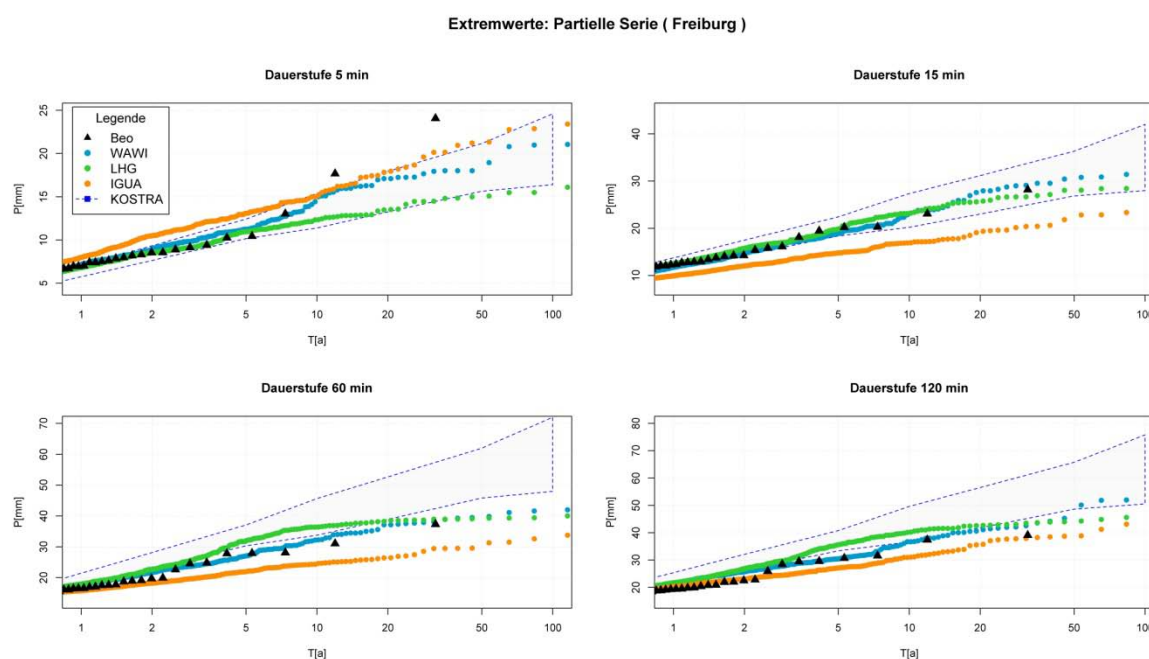 Extremwerte: Partielle Serie ( Freiburg )
Dauerstufe 5 min
P[mm]
25
20
15
10
5
Legende
Beo
WAWI
LHG
IGUA
KOSTRA
1 2 5 10 20 50 100
T[a]
Dauerstufe 15 min
P[mm]
40
30
20
10
1 2 5 10 20 50 100
T[a]
Dauerstufe 60 min
P[mm]
70
60
50
40
30
20
1 2 5 10 20 50 100
T[a]
Dauerstufe 120 min
P[mm]
80
70
60
50
40
30
20
1 2 5 10 20 50 100
T[a]